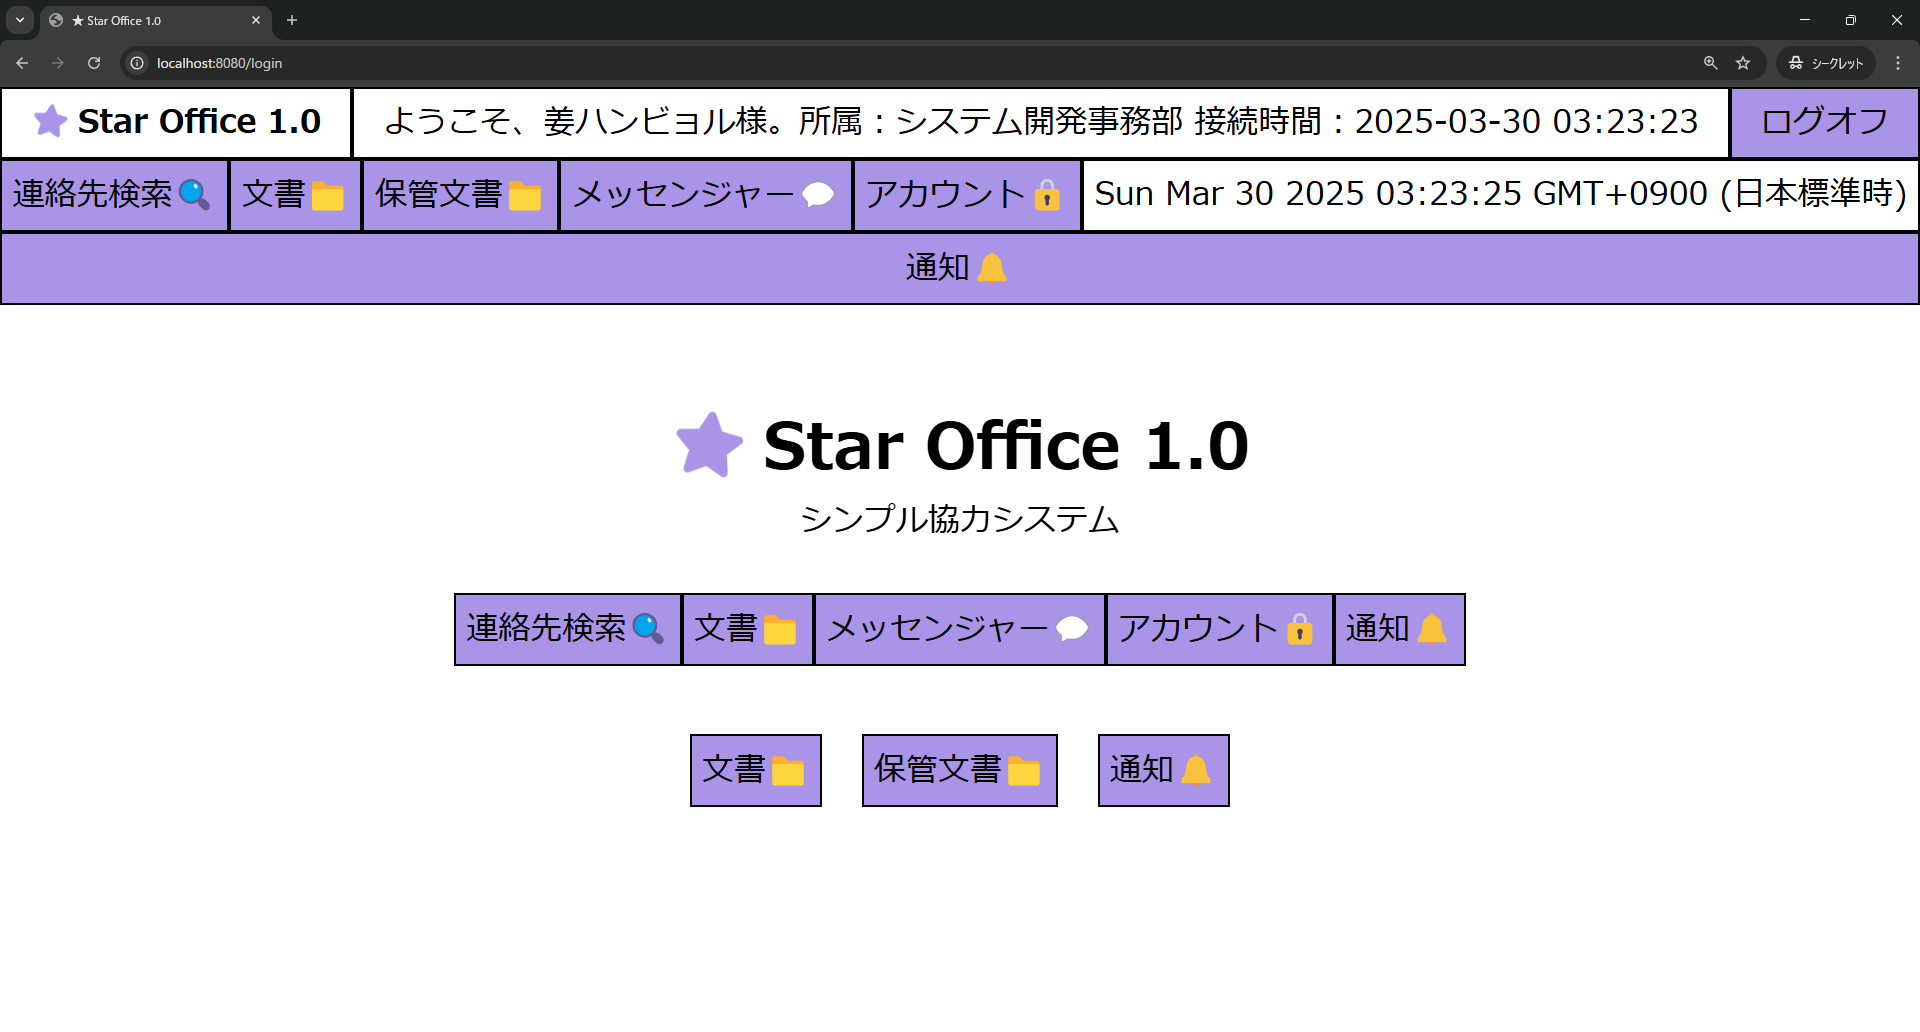 ★ Star Office 1.0
localhost:8080/login
シークレット
Star Office 1.0
ようこそ、姜ハンビョル様。所属：システム開発事務部 接続時間：2025-03-30 03:23:23
ログオフ
連絡先検索
文書
保管文書
メッセンジャー
アカウント
Sun Mar 30 2025 03:23:25 GMT+0900 (日本標準時)
通知
Star Office 1.0
シンプル協力システム
連絡先検索
文書
メッセンジャー
アカウント
通知
文書
保管文書
通知